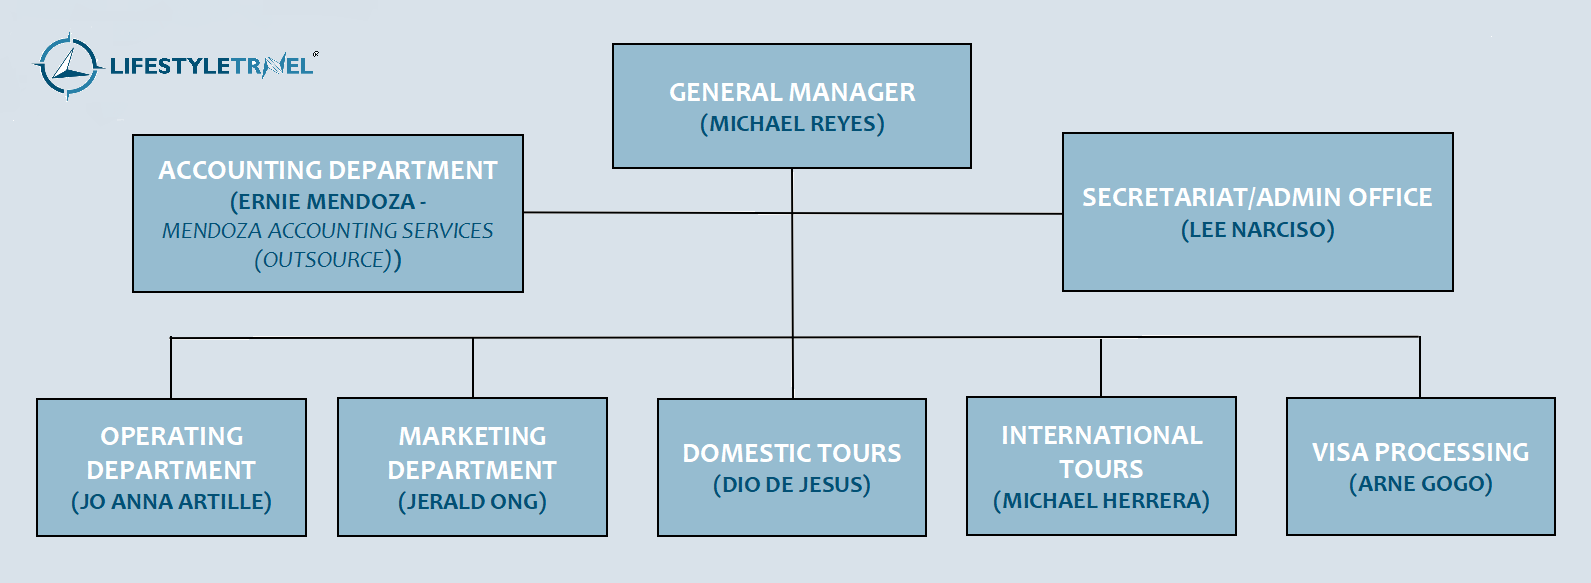 LIFESTYLETRAVEL®
GENERAL MANAGER
(MICHAEL REYES)
ACCOUNTING DEPARTMENT
(ERNIE MENDOZA -
MENDOZA ACCOUNTING SERVICES
(OUTSOURCE))
SECRETARIAT/ADMIN OFFICE
(LEE NARCISO)
OPERATING
DEPARTMENT
(JO ANNA ARTILLE)
MARKETING
DEPARTMENT
(JERALD ONG)
DOMESTIC TOURS
(DIO DE JESUS)
INTERNATIONAL
TOURS
(MICHAEL HERRERA)
VISA PROCESSING
(ARNE GOGO)